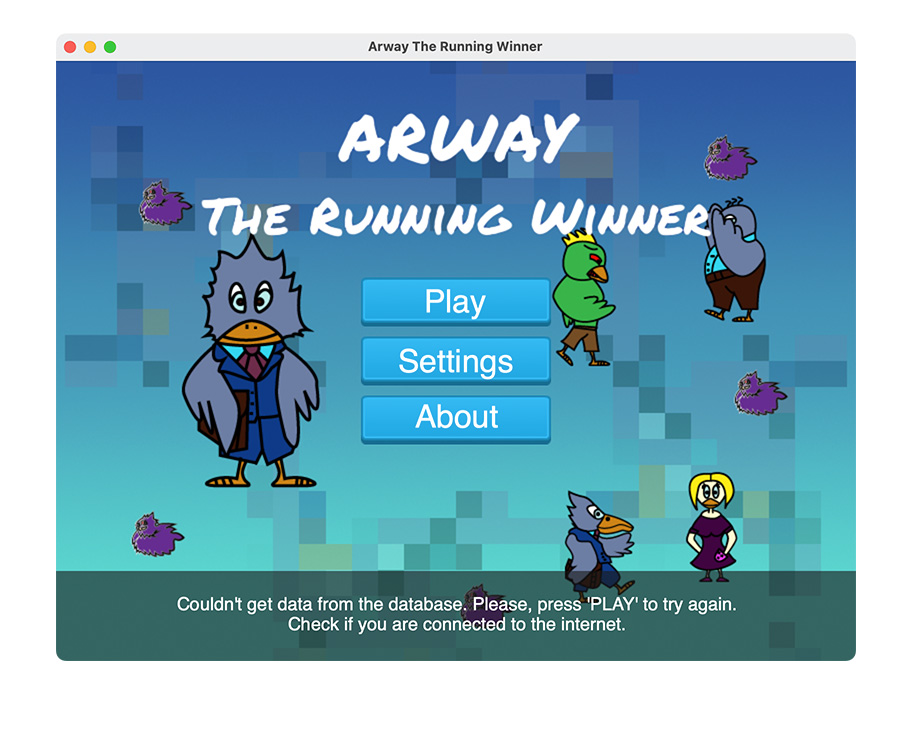 Arway The Running Winner
ARWAY
THE RUNNING WINNER
Play
Settings
About
Couldn't get data from the database. Please, press 'PLAY' to try again.
Check if you are connected to the internet.